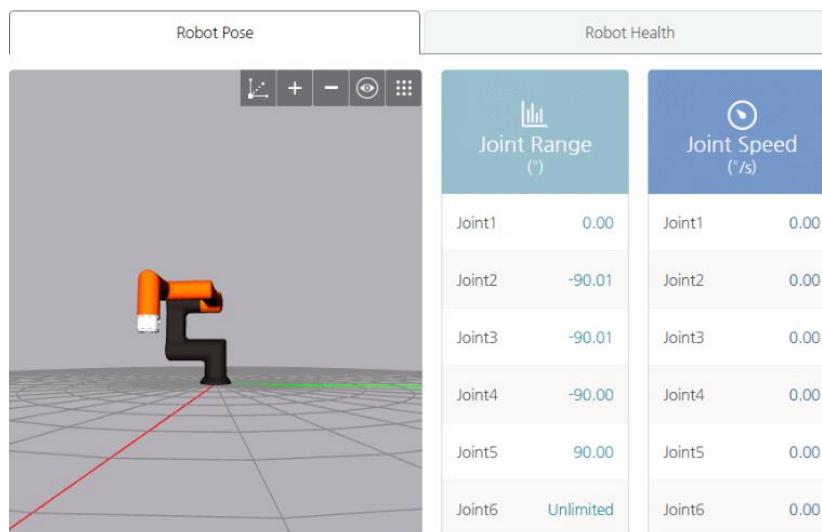 Robot Pose
Robot Health
Joint Range
(°)
Joint1 0.00
Joint2 -90.01
Joint3 -90.01
Joint4 -90.00
Joint5 90.00
Joint6 Unlimited
Joint Speed
(°/s)
Joint1 0.00
Joint2 0.00
Joint3 0.00
Joint4 0.00
Joint5 0.00
Joint6 0.00